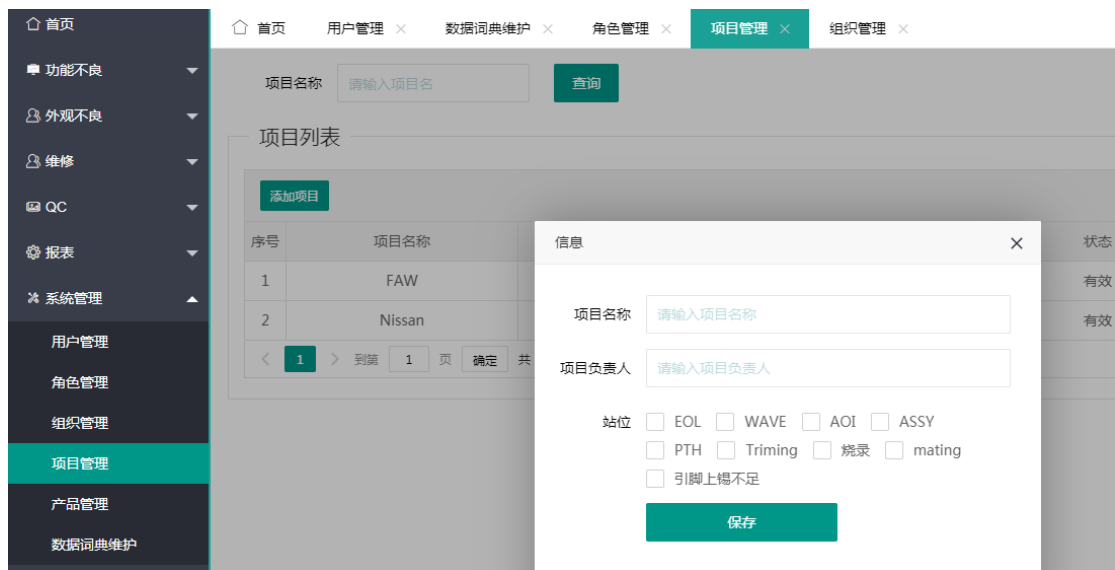 首页
功能不良
外观不良
维修
QC
报表
系统管理
用户管理
角色管理
组织管理
项目管理
产品管理
数据词典维护
首页 用户管理 数据词典维护 角色管理 项目管理 组织管理
项目名称 请输入项目名 查询
项目列表
添加项目
序号 项目名称 状态
1 FAW 有效
2 Nissan 有效
1 到第 1 页 确定 共
信息
项目名称 请输入项目名称
项目负责人 请输入项目负责人
站位 EOL WAVE AOI ASSY
PTH Triming 烧录 mating
引脚上锡不足
保存